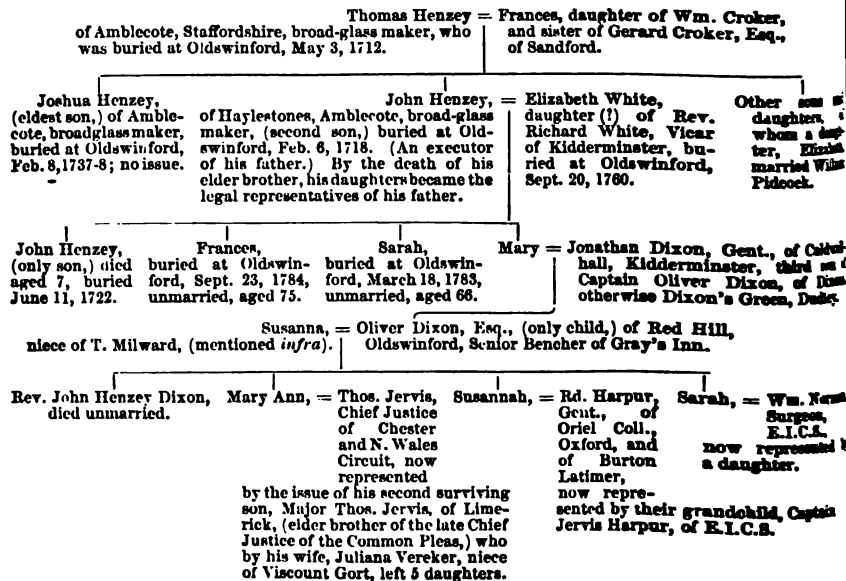 Thomas Henzey = Frances, daughter of Wm. Croker,
of Amblecote, Staffordshire, broad-glass maker, who and sister of Gerard Croker, Esq.,
was buried at Oldswinford, May 3, 1712. of Sandford.
Joshua Henzey,
(eldest son,) of Amble-
cote, broadglass maker,
buried at Oldswinford,
Feb. 8, 1737-8; no issue.
John Henzey, =
of Haylestones, Amblecote, broad-glass
maker, (second son,) buried at Old-
swinford, Feb. 6, 1718. (An executor
of his father.) By the death of his
elder brother, his daughters became the
legal representatives of his father.
Elizabeth White,
daughter (?) of Rev.
Richard White, Vicar
of Kidderminster, bu-
ried at Oldswinford,
Sept. 20, 1760.
Other sons
daughters,
whom a
ter,
married
Pidcock.
John Henzey,
(only son,) died
aged 7, buried
June 11, 1722.
Frances,
buried at Oldswin-
ford, Sept. 23, 1784,
unmarried, aged 75.
Sarah,
buried at Oldswin-
ford, March 18, 1783,
unmarried, aged 66.
Mary = Jonathan Dixon, Gent., of
hall, Kidderminster, third
Captain Oliver Dixon, of
otherwise Dixon's Green,
Susanna, = Oliver Dixon, Esq., (only child,) of Red Hill,
niece of T. Milward, (mentioned infra). Oldswinford, Senior Bencher of Gray's Inn.
Rev. John Henzey Dixon,
died unmarried.
Mary Ann, = Thos. Jervis,
Chief Justice
of Chester
and N. Wales
Circuit, now
represented
by the issue of his second surviving
son, Major Thos. Jervis, of Lime-
rick, (elder brother of the late Chief
Justice of the Common Pleas,) who
by his wife, Juliana Vereker, niece
of Viscount Gort, left 5 daughters.
Susannah, = Rd. Harpur,
Gent., of
Oriel Coll.,
Oxford, and
of Burton
Latimer,
now repre-
sented by their grandchild, Captain
Jervis Harpur, of E.I.C.S.
Sarah, = Wm.
Surgeon,
E.I.C.S.
now represented
a daughter.